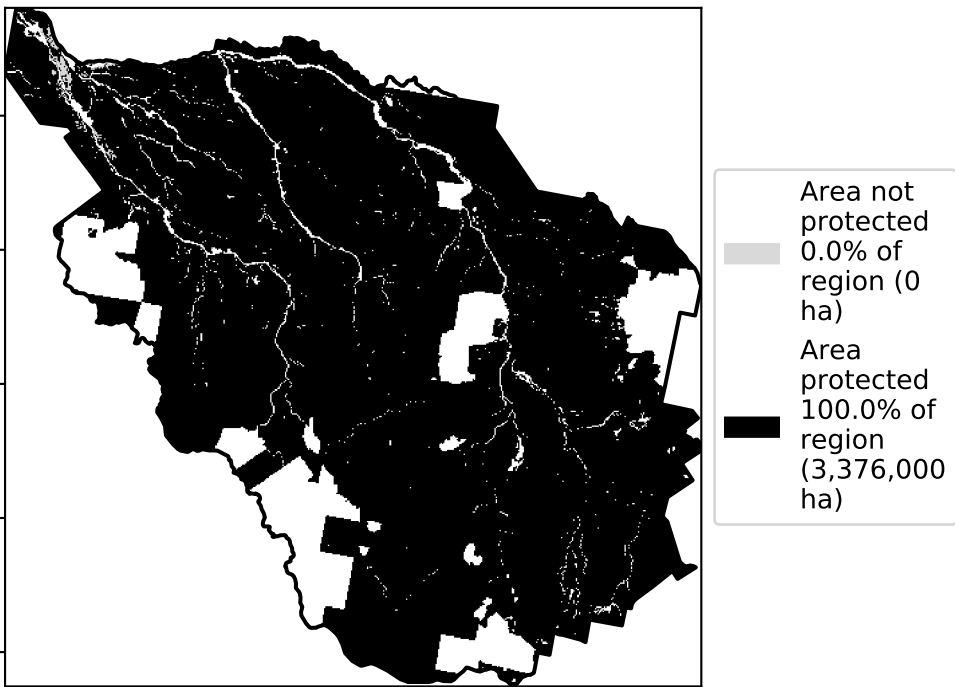 Area not
protected
0.0% of
region (0
ha)
Area
protected
100.0% of
region
(3,376,000
ha)